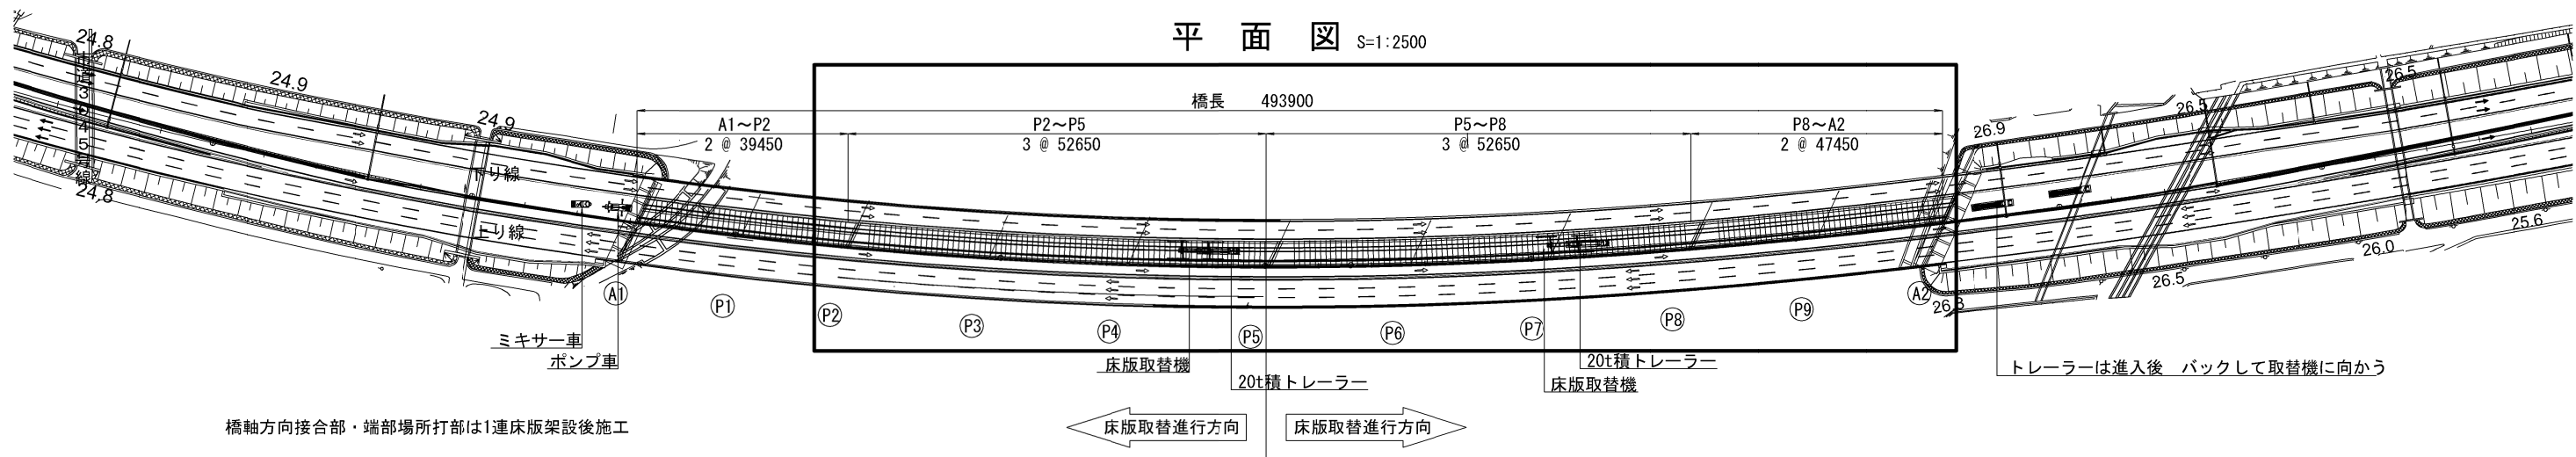 平面図 S=1:2500
24.8
24.9
24.9
24.8
橋長 493900
A1～P2
2 @ 39450
P2～P5
3 @ 52650
P5～P8
3 @ 52650
P8～A2
2 @ 47450
下り線
上り線
26.5
26.5
26.9
25.6
26.0
26.5
A1
P1
P2
P3
P4
P5
P6
P7
P8
P9
A2
ミキサー車
ポンプ車
床版取替機
20t積トレーラー
20t積トレーラー
床版取替機
トレーラーは進入後 バックして取替機に向かう
橋軸方向接合部・端部場所打部は1連床版架設後施工
床版取替進行方向
床版取替進行方向